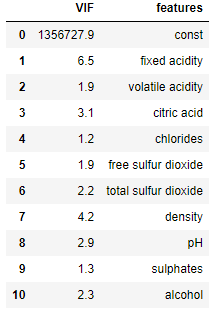 VIF features
0 1356727.9 const
1 6.5 fixed acidity
2 1.9 volatile acidity
3 3.1 citric acid
4 1.2 chlorides
5 1.9 free sulfur dioxide
6 2.2 total sulfur dioxide
7 4.2 density
8 2.9 pH
9 1.3 sulphates
10 2.3 alcohol